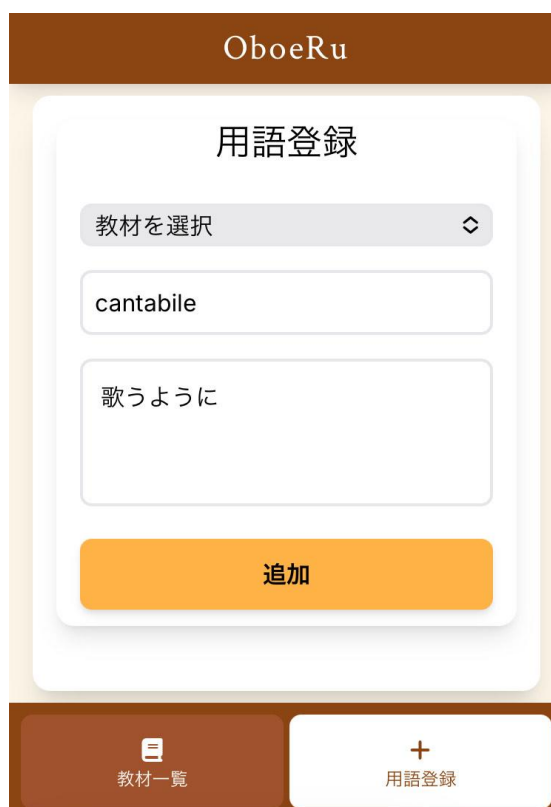 OboeRu
用語登録
教材を選択
cantabile
歌うように
追加
教材一覧
用語登録